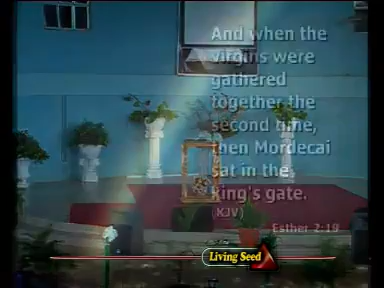 And when the
virgins were
gathered
together the
second time,
then Mordecai
sat in the
king's gate.
(KJV)
Esther 2:19
Living Seed